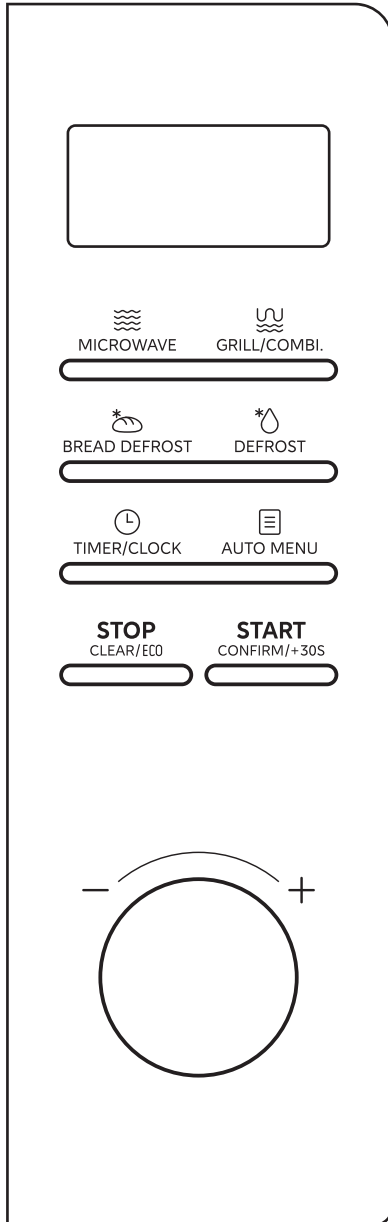 MICROWAVE GRILL/COMBI.
BREAD DEFROST DEFROST
TIMER/CLOCK AUTO MENU
STOP START
CLEAR/ECO CONFIRM/+30S
− +